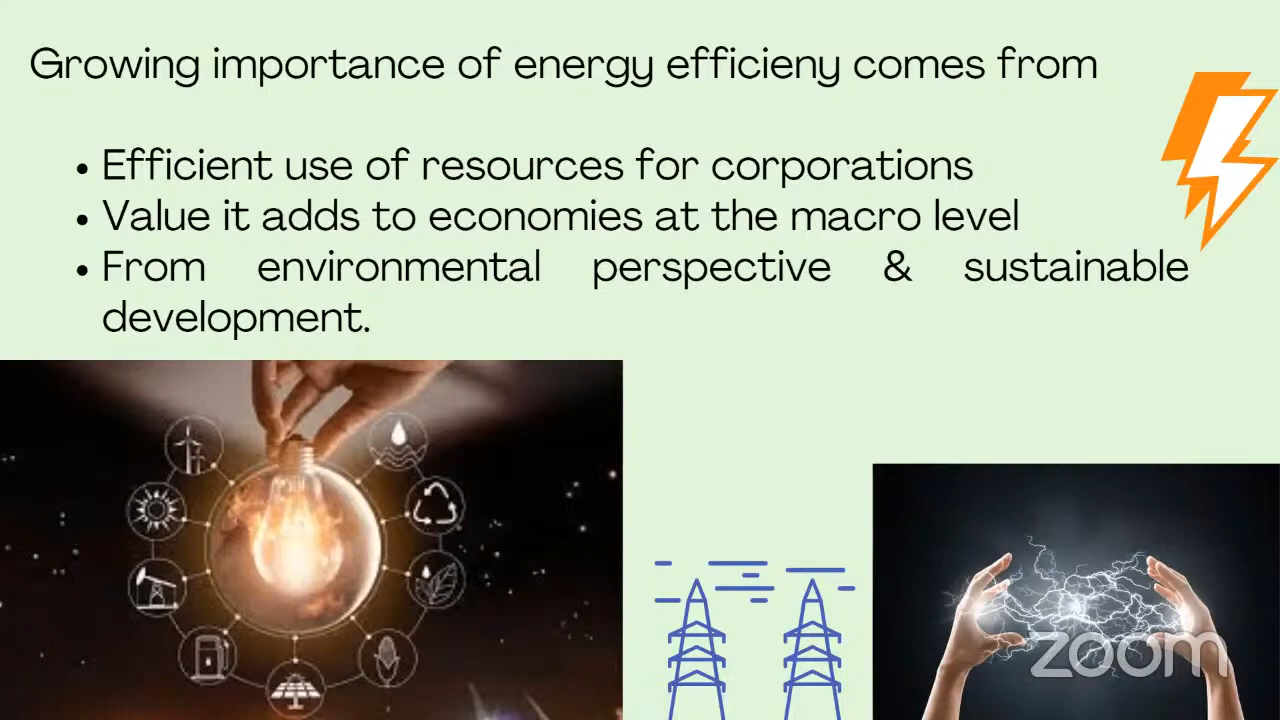 Growing importance of energy efficieny comes from
• Efficient use of resources for corporations
• Value it adds to economies at the macro level
• From environmental perspective & sustainable
development.
zoom